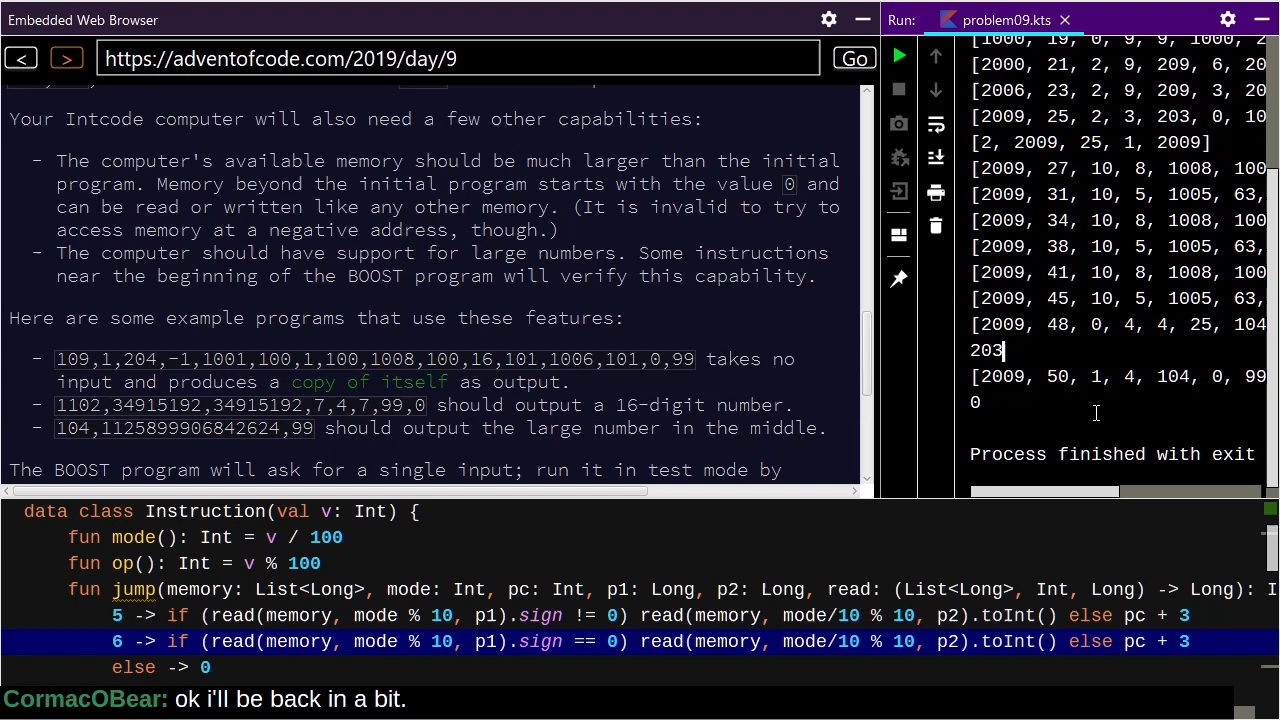 Embedded Web Browser
< > https://adventofcode.com/2019/day/9 Go
Your Intcode computer will also need a few other capabilities:
- The computer's available memory should be much larger than the initial
program. Memory beyond the initial program starts with the value 0 and
can be read or written like any other memory. (It is invalid to try to
access memory at a negative address, though.)
- The computer should have support for large numbers. Some instructions
near the beginning of the BOOST program will verify this capability.
Here are some example programs that use these features:
- 109,1,204,-1,1001,100,1,100,1008,100,16,101,1006,101,0,99 takes no
input and produces a copy of itself as output.
- 1102,34915192,34915192,7,4,7,99,0 should output a 16-digit number.
- 104,1125899906842624,99 should output the large number in the middle.
The BOOST program will ask for a single input; run it in test mode by
Run: problem09.kts
[1000, 19, 0, 9, 9, 1000, 2
[2000, 21, 2, 9, 209, 6, 20
[2006, 23, 2, 9, 209, 3, 20
[2009, 25, 2, 3, 203, 0, 10
[2, 2009, 25, 1, 2009]
[2009, 27, 10, 8, 1008, 100
[2009, 31, 10, 5, 1005, 63,
[2009, 34, 10, 8, 1008, 100
[2009, 38, 10, 5, 1005, 63,
[2009, 41, 10, 8, 1008, 100
[2009, 45, 10, 5, 1005, 63,
[2009, 48, 0, 4, 4, 25, 104
203
[2009, 50, 1, 4, 104, 0, 99
0
Process finished with exit
data class Instruction(val v: Int) {
fun mode(): Int = v / 100
fun op(): Int = v % 100
fun jump(memory: List<Long>, mode: Int, pc: Int, p1: Long, p2: Long, read: (List<Long>, Int, Long) -> Long): I
5 -> if (read(memory, mode % 10, p1).sign != 0) read(memory, mode/10 % 10, p2).toInt() else pc + 3
6 -> if (read(memory, mode % 10, p1).sign == 0) read(memory, mode/10 % 10, p2).toInt() else pc + 3
else -> 0
CormacOBear: ok i'll be back in a bit.